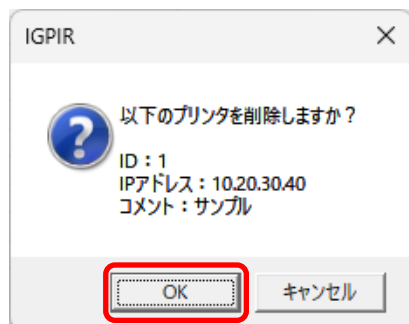 IGPIR
以下のプリンタを削除しますか？
ID：1
IPアドレス：10.20.30.40
コメント：サンプル
OK
キャンセル